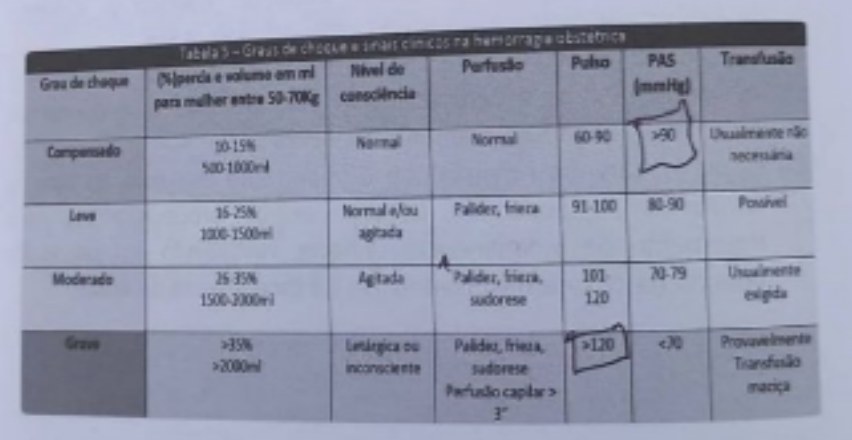 Tabela 5 – Graus de choque e sinais clínicos na hemorragia obstétrica
Grau de choque (%)perda e volume em ml para mulher entre 50-70Kg Nível de consciência Perfusão Pulso PAS (mmHg) Transfusão
Compensado 10-15% 500-1000ml Normal Normal 60-90 >90 Usualmente não necessária
Leve 16-25% 1000-1500ml Normal e/ou agitada Palidez, frieza 91-100 80-90 Possível
Moderado 26-35% 1500-2000ml Agitada Palidez, frieza, sudorese 101-120 70-79 Usualmente exigida
Grave >35% >2000ml Letárgica ou inconsciente Palidez, frieza, sudorese Perfusão capilar > 3" >120 <70 Provavelmente Transfusão maciça